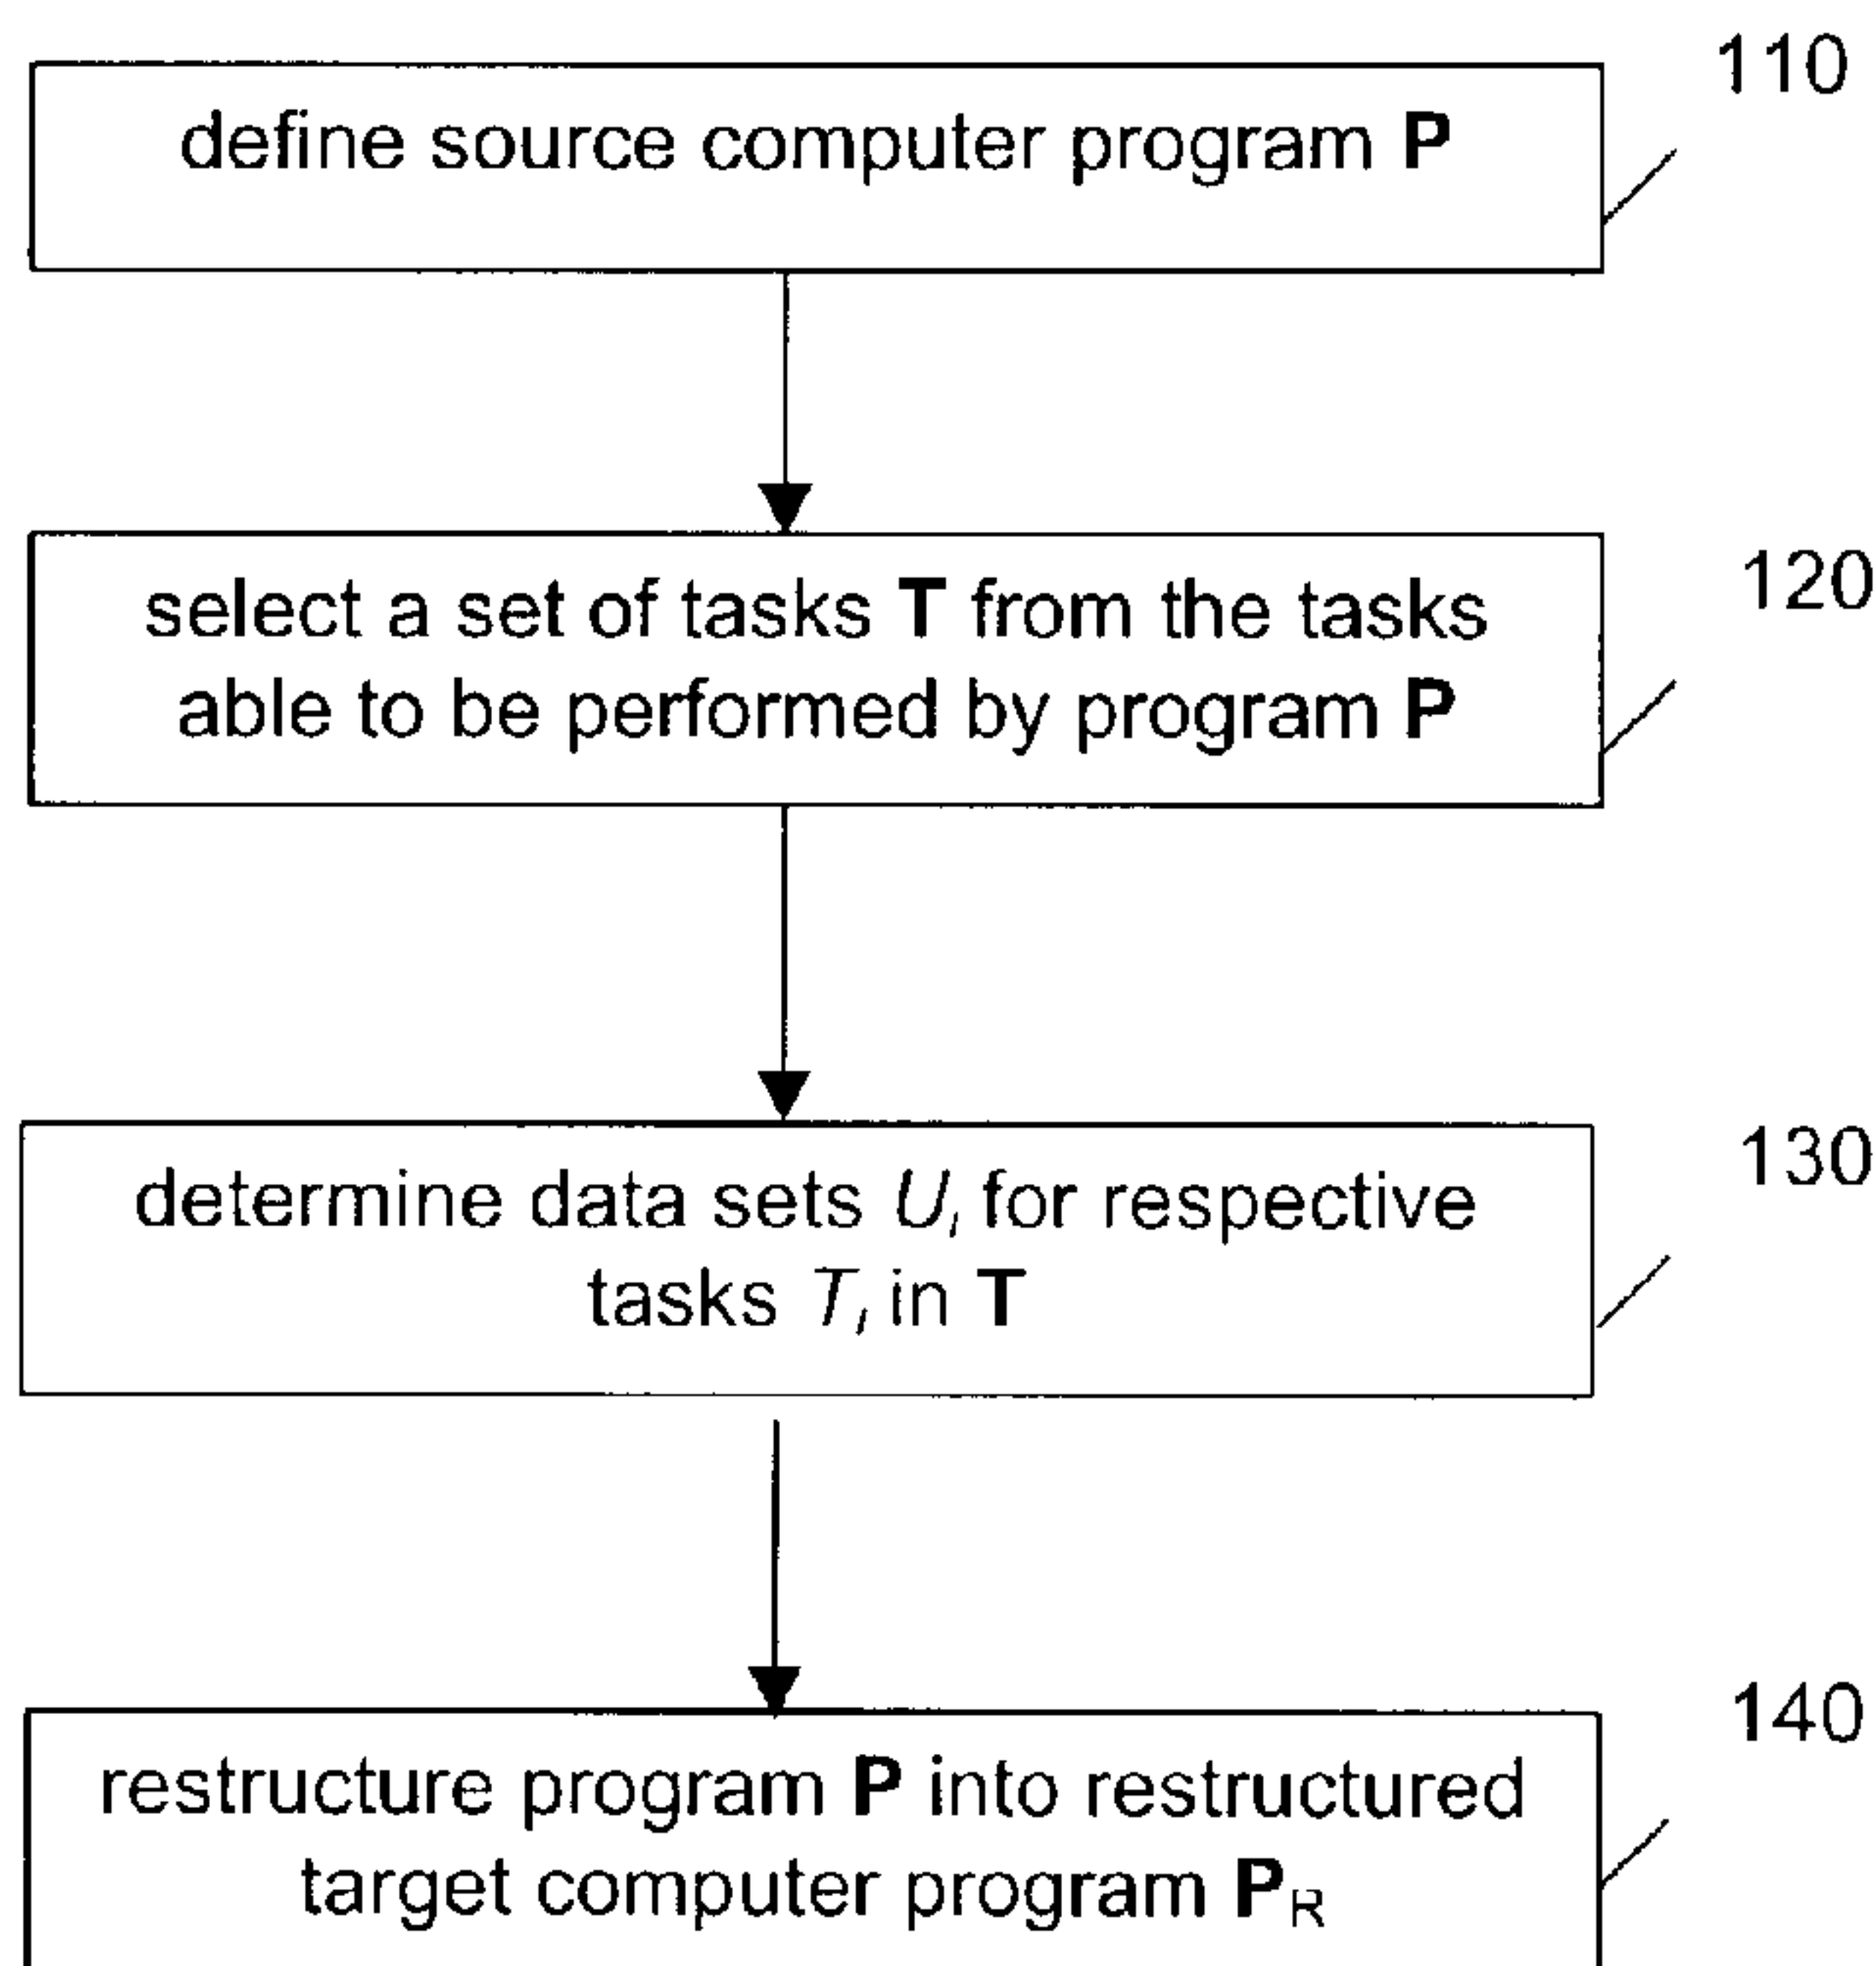 110
define source computer program P
120
select a set of tasks T from the tasks
able to be performed by program P
130
determine data sets Uᵢ for respective
tasks Tᵢ in T
140
restructure program P into restructured
target computer program P_R